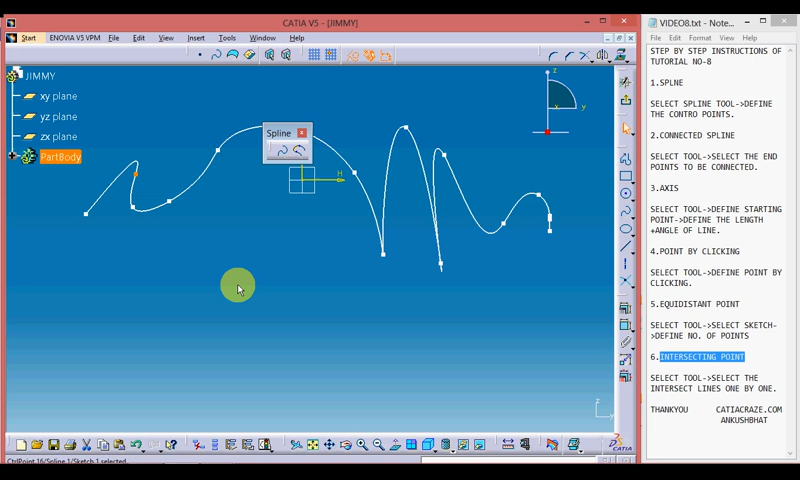 CATIA V5 - [JIMMY]
Start
ENOVIA V5 VPM
File
Edit
View
Insert
Tools
Window
Help
JIMMY
xy plane
yz plane
zx plane
PartBody
Spline
H
z
x
y
z
y
CtrlPoint.16/Spline.1/Sketch.1 selected.
CATIA
VIDEO8.txt - Note...
File Edit Format View Help
STEP BY STEP INSTRUCTIONS OF
TUTORIAL NO-8
1.SPLNE
SELECT SPLINE TOOL->DEFINE
THE CONTRO POINTS.
2.CONNECTED SPLINE
SELECT TOOL->SELECT THE END
POINTS TO BE CONNECTED.
3.AXIS
SELECT TOOL->DEFINE STARTING
POINT->DEFINE THE LENGTH
+ANGLE OF LINE.
4.POINT BY CLICKING
SELECT TOOL->DEFINE POINT BY
CLICKING.
5.EQUIDISTANT POINT
SELECT TOOL->SELECT SKETCH-
>DEFINE NO. OF POINTS
6.INTERSECTING POINT
SELECT TOOL->SELECT THE
INTERSECT LINES ONE BY ONE.
THANKYOU CATIACRAZE.COM
ANKUSHBHAT